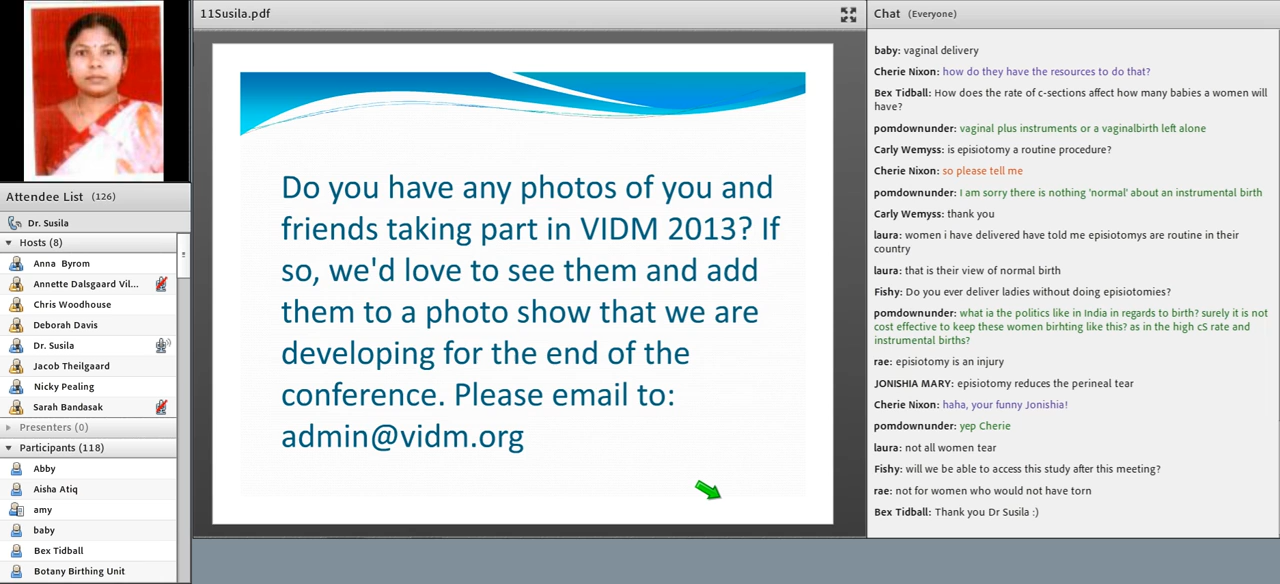 11Susila.pdf
Attendee List (126)
Dr. Susila
Hosts (8)
Anna Byrom
Annette Dalsgaard Vil...
Chris Woodhouse
Deborah Davis
Dr. Susila
Jacob Theilgaard
Nicky Pealing
Sarah Bandasak
Presenters (0)
Participants (118)
Abby
Aisha Atiq
amy
baby
Bex Tidball
Botany Birthing Unit
Do you have any photos of you and
friends taking part in VIDM 2013? If
so, we'd love to see them and add
them to a photo show that we are
developing for the end of the
conference. Please email to:
admin@vidm.org
Chat (Everyone)
baby: vaginal delivery
Cherie Nixon: how do they have the resources to do that?
Bex Tidball: How does the rate of c-sections affect how many babies a women will
have?
pomdownunder: vaginal plus instruments or a vaginalbirth left alone
Carly Wemyss: is episiotomy a routine procedure?
Cherie Nixon: so please tell me
pomdownunder: I am sorry there is nothing 'normal' about an instrumental birth
Carly Wemyss: thank you
laura: women i have delivered have told me episiotomys are routine in their
country
laura: that is their view of normal birth
Fishy: Do you ever deliver ladies without doing episiotomies?
pomdownunder: what ia the politics like in India in regards to birth? surely it is not
cost effective to keep these women birhting like this? as in the high cS rate and
instrumental births?
rae: episiotomy is an injury
JONISHIA MARY: episiotomy reduces the perineal tear
Cherie Nixon: haha, your funny Jonishia!
pomdownunder: yep Cherie
laura: not all women tear
Fishy: will we be able to access this study after this meeting?
rae: not for women who would not have torn
Bex Tidball: Thank you Dr Susila :)